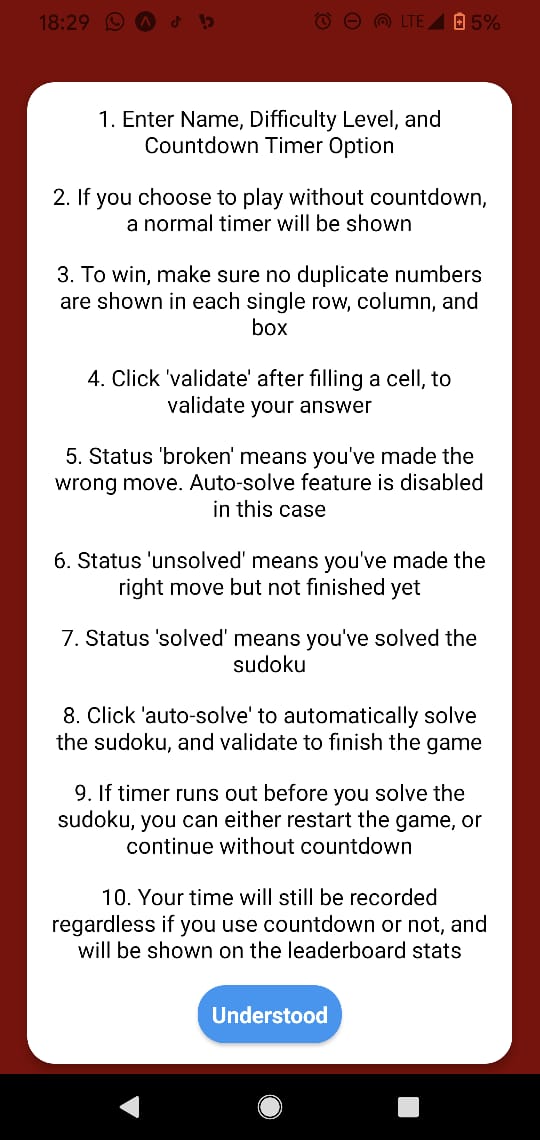 18:29 LTE 5%
1. Enter Name, Difficulty Level, and
Countdown Timer Option
2. If you choose to play without countdown,
a normal timer will be shown
3. To win, make sure no duplicate numbers
are shown in each single row, column, and
box
4. Click 'validate' after filling a cell, to
validate your answer
5. Status 'broken' means you've made the
wrong move. Auto-solve feature is disabled
in this case
6. Status 'unsolved' means you've made the
right move but not finished yet
7. Status 'solved' means you've solved the
sudoku
8. Click 'auto-solve' to automatically solve
the sudoku, and validate to finish the game
9. If timer runs out before you solve the
sudoku, you can either restart the game, or
continue without countdown
10. Your time will still be recorded
regardless if you use countdown or not, and
will be shown on the leaderboard stats
Understood